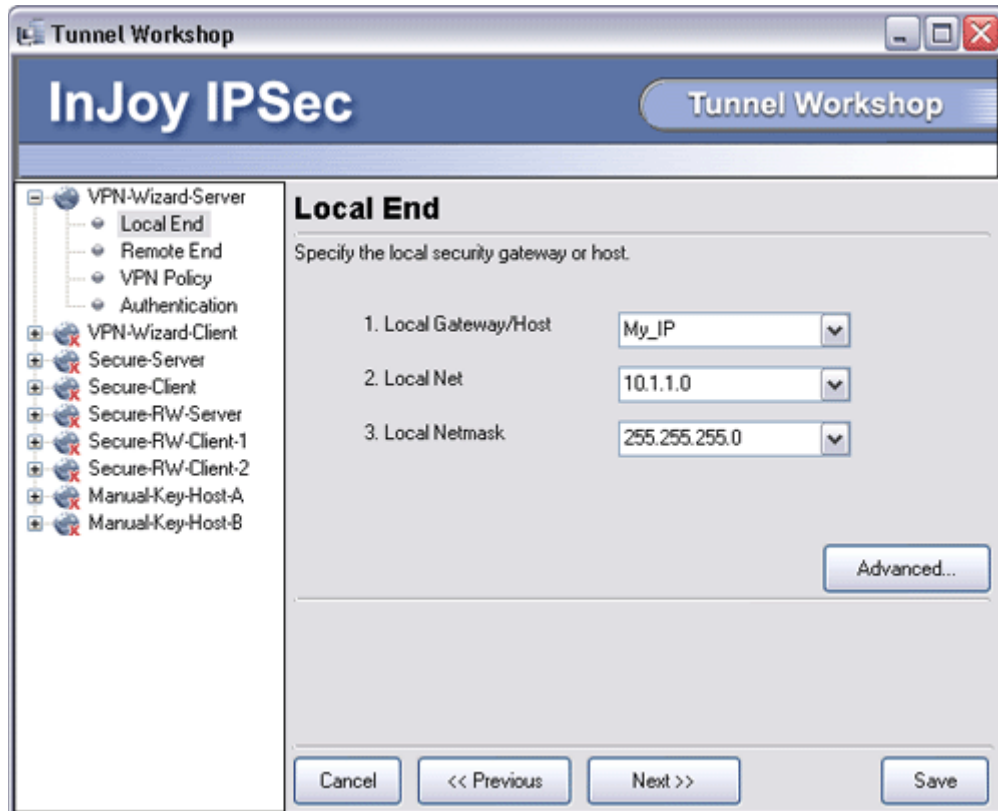 Tunnel Workshop
InJoy IPSec
Tunnel Workshop
VPN-Wizard-Server
Local End
Remote End
VPN Policy
Authentication
VPN-Wizard-Client
Secure-Server
Secure-Client
Secure-RW-Server
Secure-RW-Client-1
Secure-RW-Client-2
Manual-Key-Host-A
Manual-Key-Host-B
Local End
Specify the local security gateway or host.
1. Local Gateway/Host My_IP
2. Local Net 10.1.1.0
3. Local Netmask 255.255.255.0
Advanced...
Cancel << Previous Next >> Save